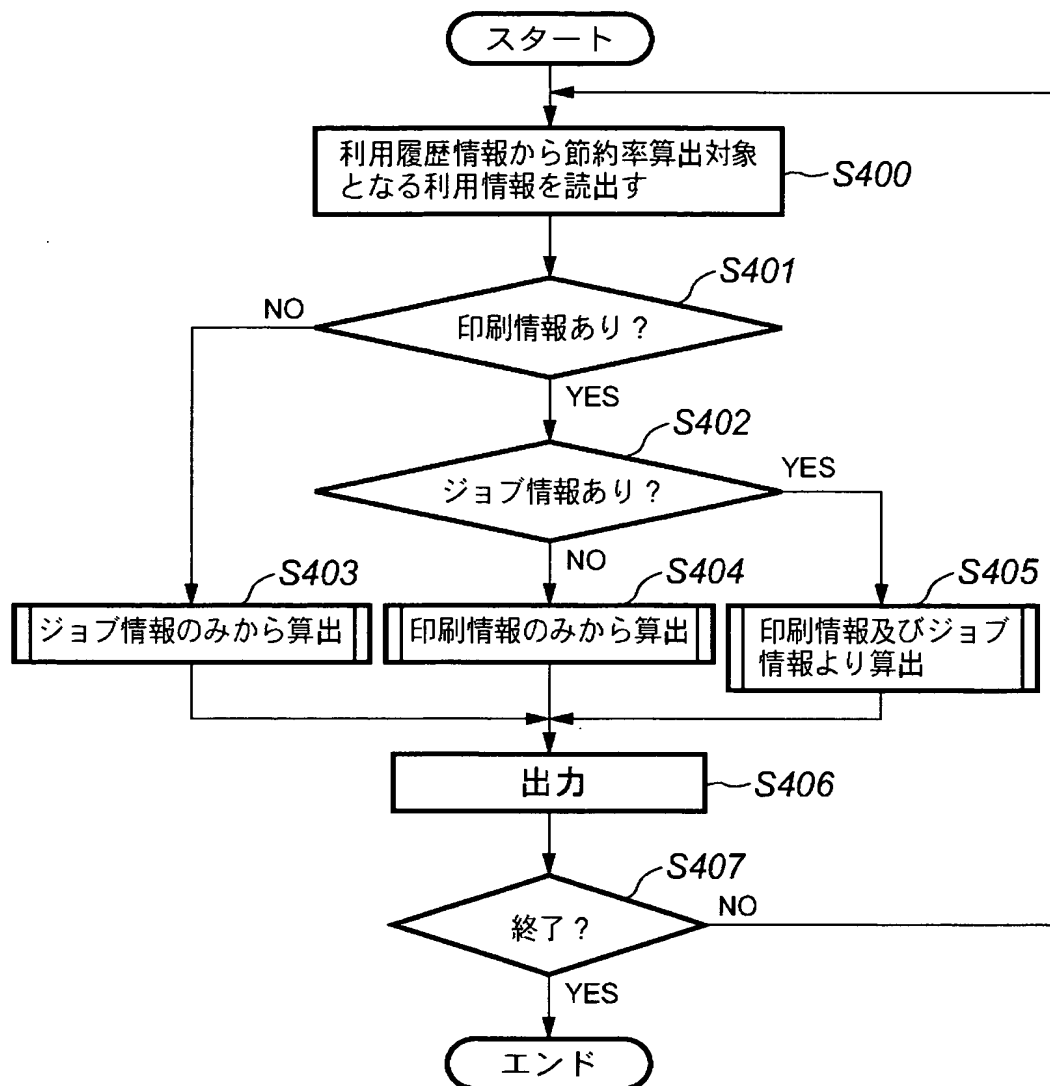 スタート
利用履歴情報から節約率算出対象
となる利用情報を読出す
S400
S401
NO
印刷情報あり?
YES
S402
YES
ジョブ情報あり?
NO
S403
S404
S405
ジョブ情報のみから算出
印刷情報のみから算出
印刷情報及びジョブ
情報より算出
出力
S406
S407
NO
終了?
YES
エンド